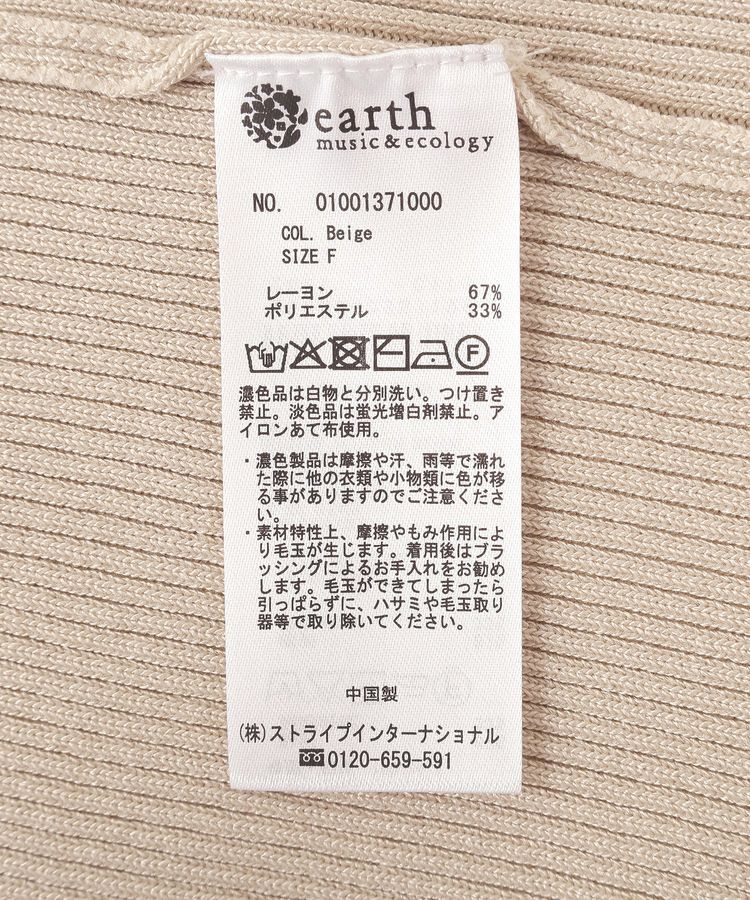 earth
music & ecology
NO. 01001371000
COL. Beige
SIZE F
レーヨン 67%
ポリエステル 33%
F
濃色品は白物と分別洗い。つけ置き
禁止。淡色品は蛍光増白剤禁止。ア
イロンあて布使用。
・濃色製品は摩擦や汗、雨等で濡れ
た際に他の衣類や小物類に色が移
る事がありますのでご注意くださ
い。
・素材特性上、摩擦やもみ作用によ
り毛玉が生じます。着用後はブラ
ッシングによるお手入れをお勧め
します。毛玉ができてしまったら
引っぱらずに、ハサミや毛玉取り
器等で取り除いてください。
中国製
(株)ストライプインターナショナル
0120-659-591